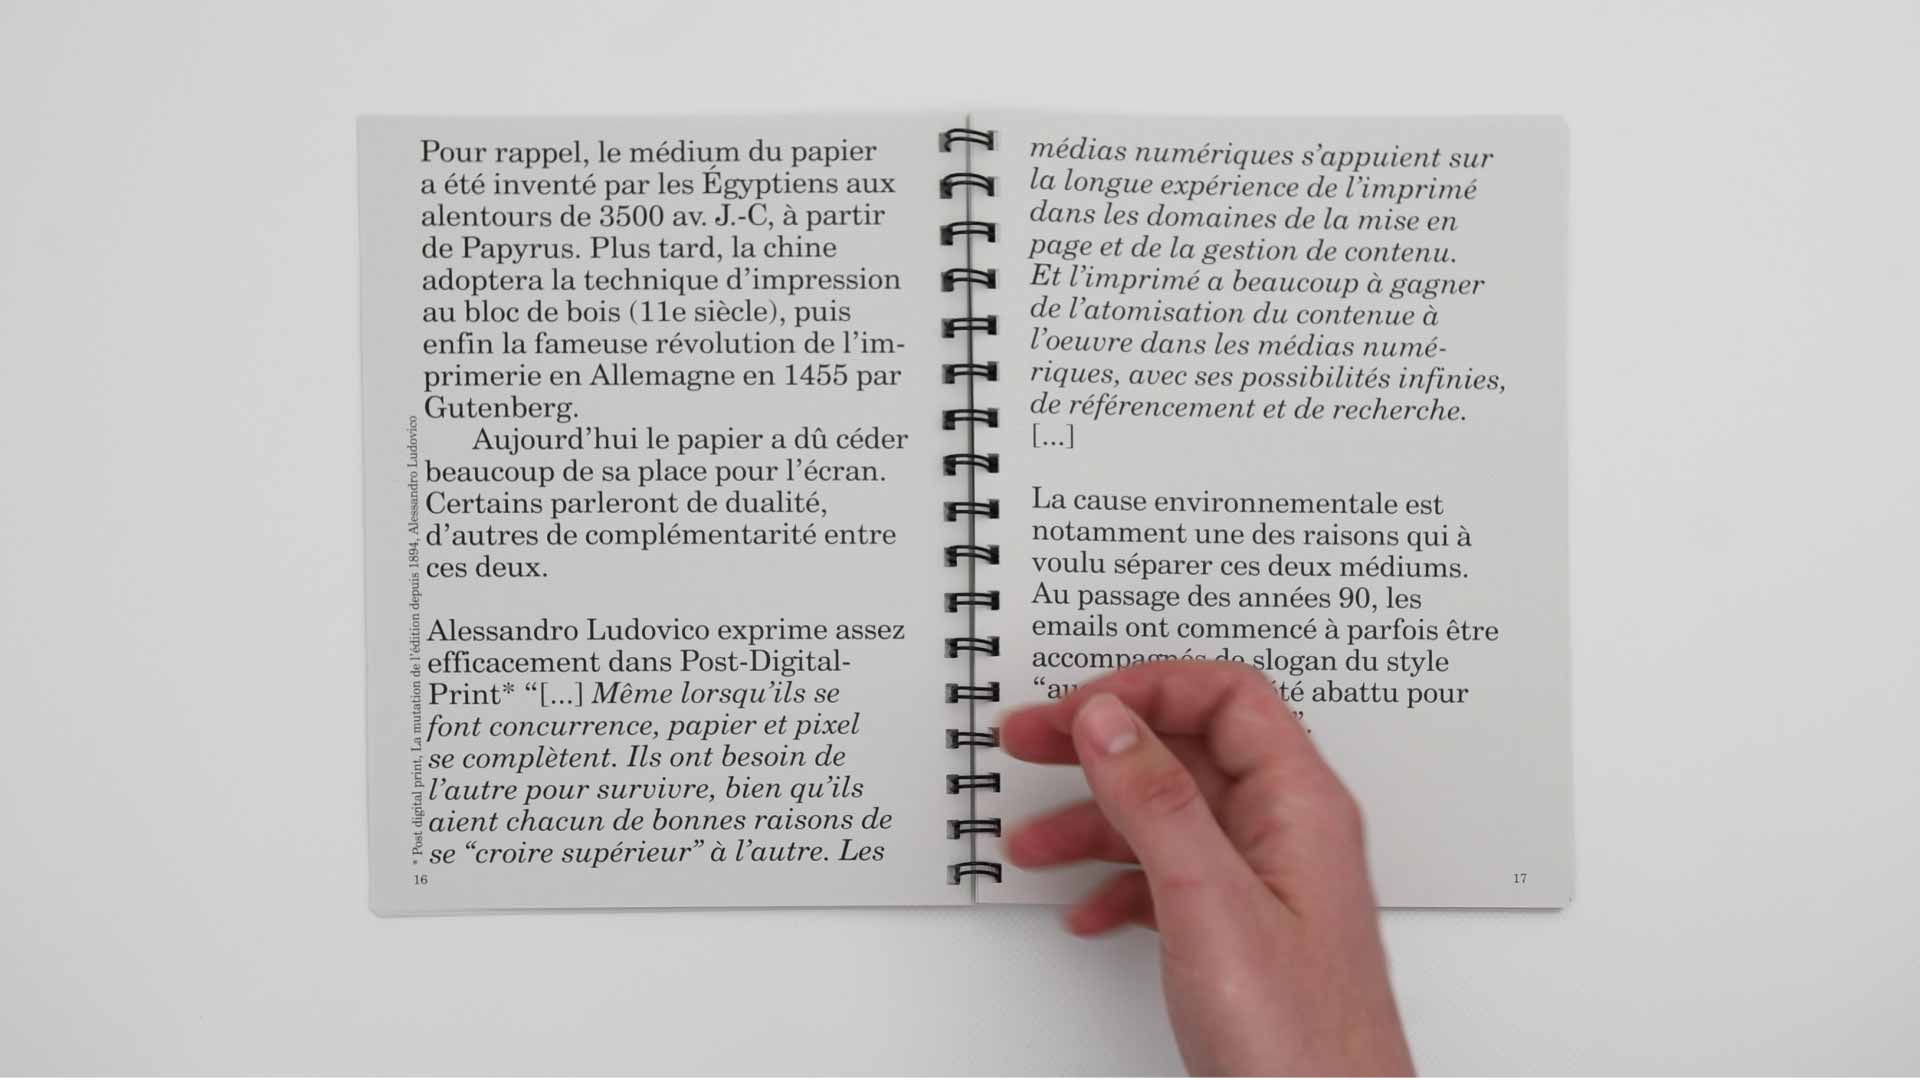 Pour rappel, le médium du papier
a été inventé par les Égyptiens aux
alentours de 3500 av. J.-C, à partir
de Papyrus. Plus tard, la chine
adoptera la technique d’impression
au bloc de bois (11e siècle), puis
enfin la fameuse révolution de l’im-
primerie en Allemagne en 1455 par
Gutenberg.
Aujourd’hui le papier a dû céder
beaucoup de sa place pour l’écran.
Certains parleront de dualité,
d’autres de complémentarité entre
ces deux.
Alessandro Ludovico exprime assez
efficacement dans Post-Digital-
Print* “[...] Même lorsqu’ils se
font concurrence, papier et pixel
se complètent. Ils ont besoin de
l’autre pour survivre, bien qu’ils
aient chacun de bonnes raisons de
se “croire supérieur” à l’autre. Les
* Post digital print, La mutation de l’édition depuis 1894, Alessandro Ludovico
16
médias numériques s’appuient sur
la longue expérience de l’imprimé
dans les domaines de la mise en
page et de la gestion de contenu.
Et l’imprimé a beaucoup à gagner
de l’atomisation du contenue à
l’oeuvre dans les médias numé-
riques, avec ses possibilités infinies,
de référencement et de recherche.
[...]
La cause environnementale est
notamment une des raisons qui à
voulu séparer ces deux médiums.
Au passage des années 90, les
emails ont commencé à parfois être
accompagnés de slogan du style
abattu pour
17